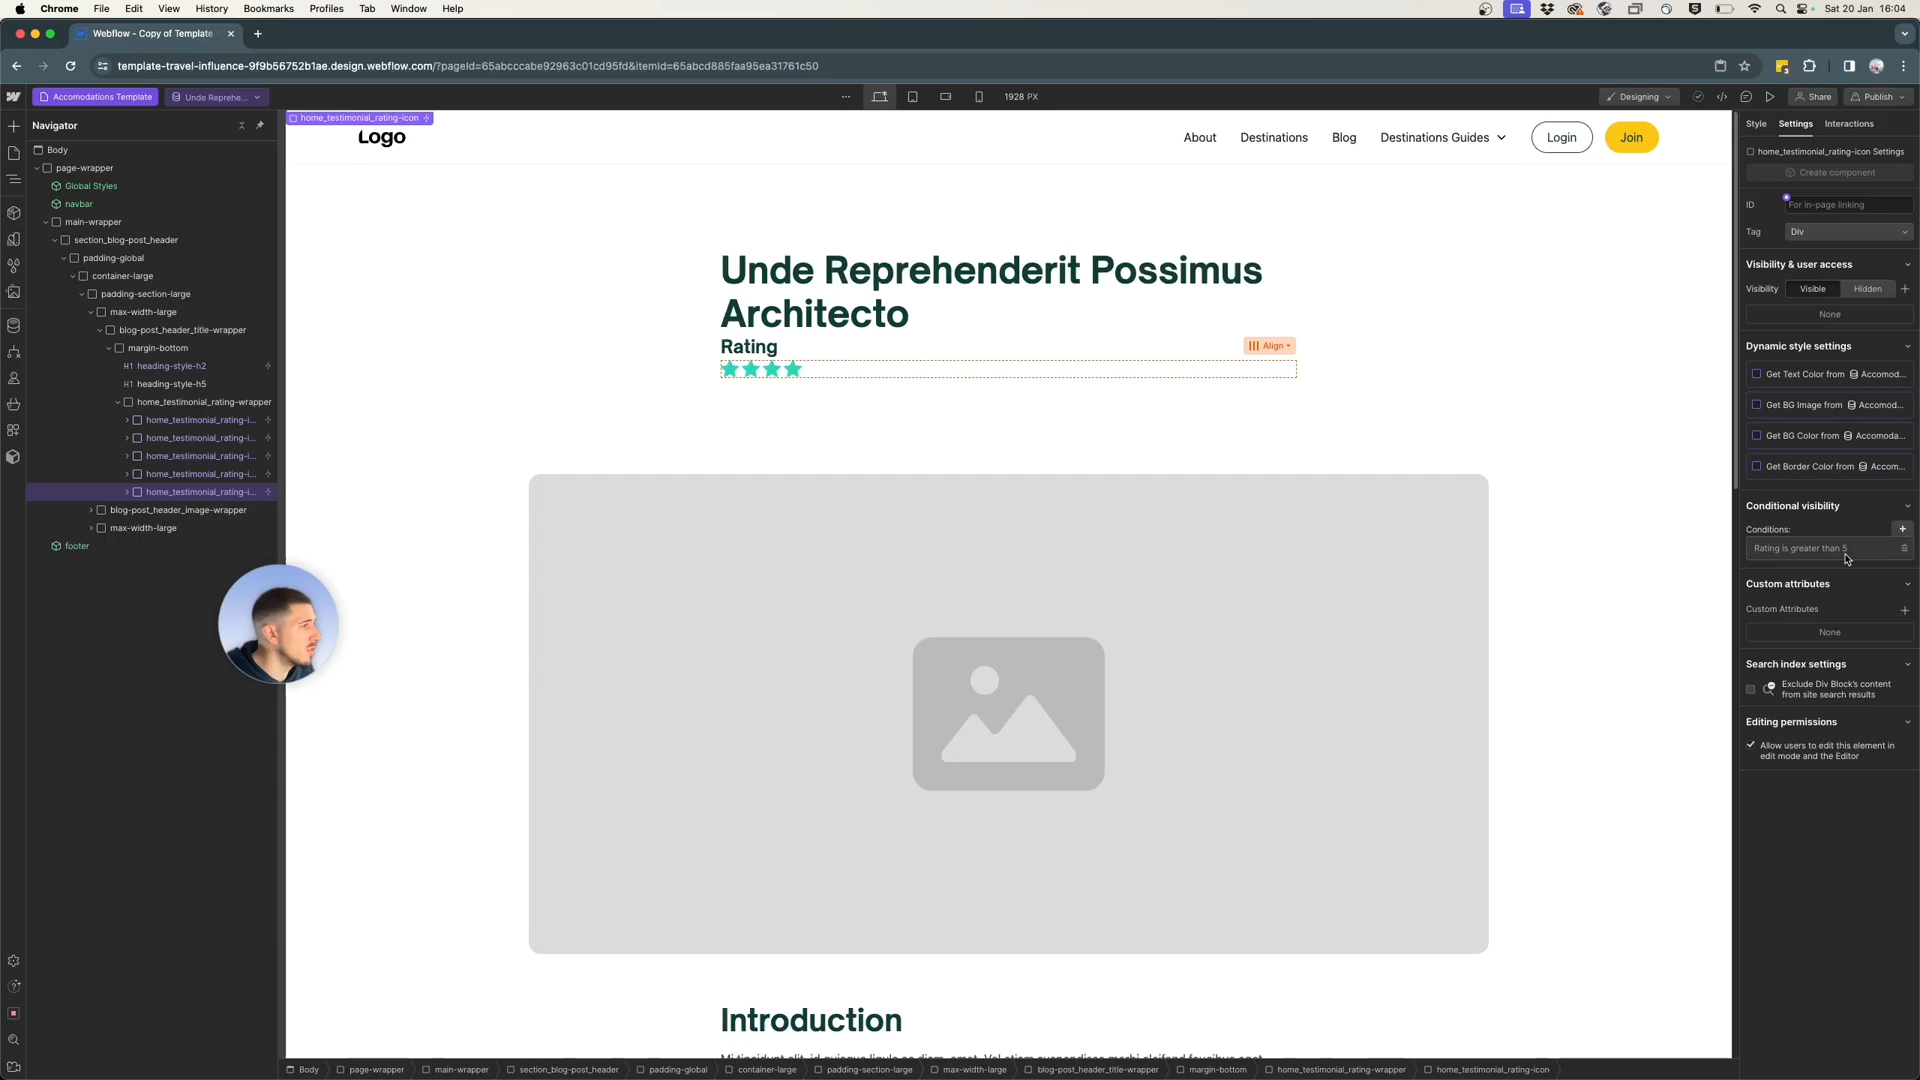 Chrome File Edit View History Bookmarks Profiles Tab Window Help
Sat 20 Jan 16:04
Webflow - Copy of Template
template-travel-influence-9f9b56752b1ae.design.webflow.com/?pageId=65abcccabe92963c01cd95fd&itemId=65abcd885faa95ea31761c50
Accomodations Template Unde Reprehe...
1928 PX
Designing Share Publish
Navigator
Body
page-wrapper
Global Styles
navbar
main-wrapper
section_blog-post_header
padding-global
container-large
padding-section-large
max-width-large
blog-post_header_title-wrapper
margin-bottom
H1 heading-style-h2
H1 heading-style-h5
home_testimonial_rating-wrapper
home_testimonial_rating-i...
home_testimonial_rating-i...
home_testimonial_rating-i...
home_testimonial_rating-i...
home_testimonial_rating-i...
blog-post_header_image-wrapper
max-width-large
footer
home_testimonial_rating-icon
Logo
About Destinations Blog Destinations Guides Login Join
Unde Reprehenderit Possimus
Architecto
Rating
Align
Introduction
Style Settings Interactions
home_testimonial_rating-icon Settings
Create component
ID For in-page linking
Tag Div
Visibility & user access
Visibility Visible Hidden
None
Dynamic style settings
Get Text Color from Accomod...
Get BG Image from Accomod...
Get BG Color from Accomoda...
Get Border Color from Accom...
Conditional visibility
Conditions:
Rating is greater than 5
Custom attributes
Custom Attributes
None
Search index settings
Exclude Div Block's content
from site search results
Editing permissions
Allow users to edit this element in
edit mode and the Editor
Body page-wrapper main-wrapper section_blog-post_header padding-global container-large padding-section-large max-width-large blog-post_header_title-wrapper margin-bottom home_testimonial_rating-wrapper home_testimonial_rating-icon